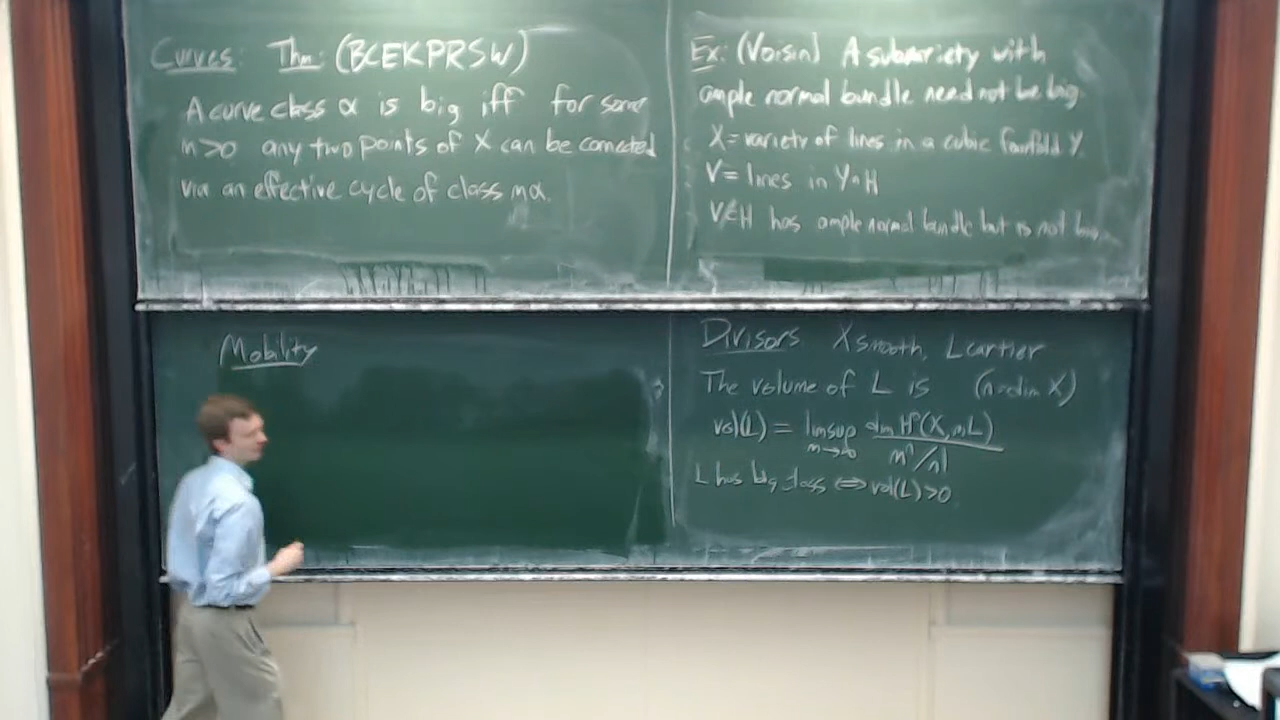 Curves: Thm: (BCEKPRSW)
A curve class α is big iff for some
m>0 any two points of X can be connected
via an effective cycle of class mα.
Ex: (Voisin) A subvariety with
ample normal bundle need not be big.
X = variety of lines in a cubic fourfold Y.
V = lines in Y∩H
has ample normal bundle but is not big.
Mobility
Divisors X smooth, L Cartier
The volume of L is (n=dim X)
vol(L) = limsup_{m→∞} dim H⁰(X,mL) / (mⁿ/n!)
L has big class ⇔ vol(L)>0